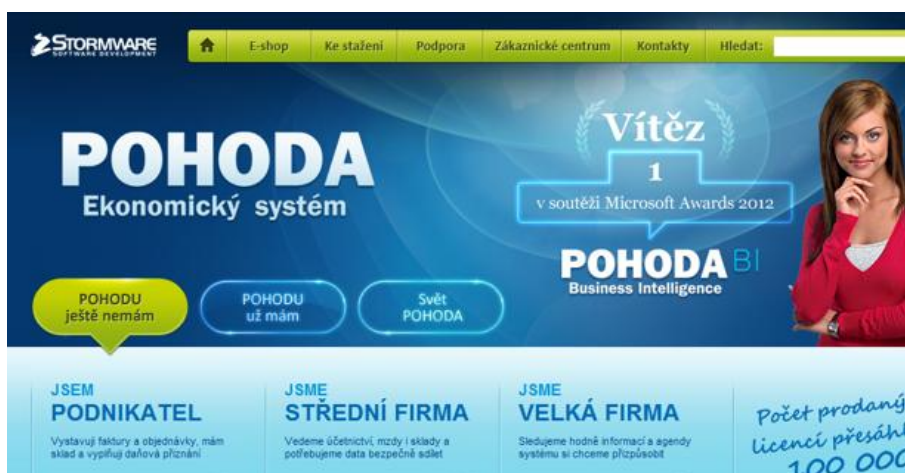 STORMWARE
SOFTWARE DEVELOPMENT
E-shop
Ke stažení
Podpora
Zákaznické centrum
Kontakty
Hledat:
POHODA
Ekonomický systém
Vítěz
1
v soutěži Microsoft Awards 2012
POHODA BI
Business Intelligence
POHODU
ještě nemám
POHODU
už mám
Svět
POHODA
JSEM
PODNIKATEL
Vystavuji faktury a objednávky, mám
sklad a vyplňuji daňová přiznání
JSME
STŘEDNÍ FIRMA
Vedeme účetnictví, mzdy i sklady a
potřebujeme data bezpečně sdílet
JSME
VELKÁ FIRMA
Sledujeme hodně informací a agendy
systému si chceme přizpůsobit
Počet
licencí
100 000